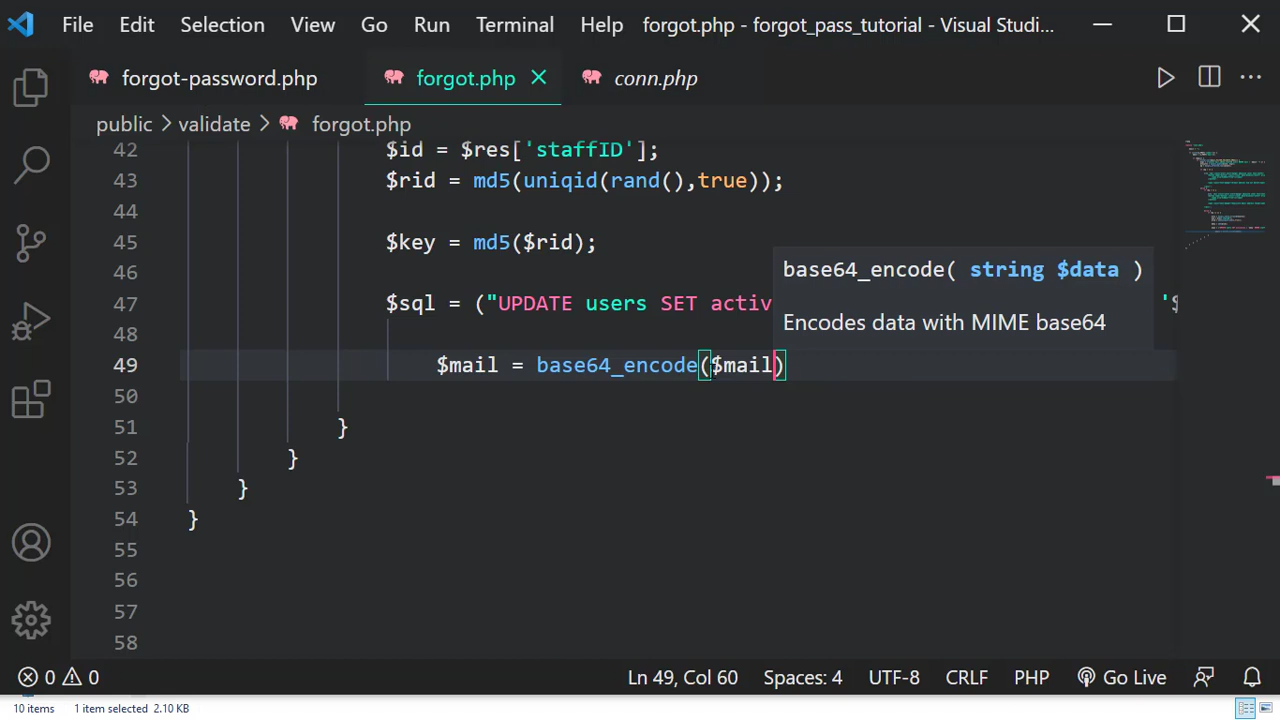 File Edit Selection View Go Run Terminal Help forgot.php - forgot_pass_tutorial - Visual Studi...
forgot-password.php forgot.php conn.php
public validate forgot.php
42 $id = $res['staffID'];
43 $rid = md5(uniqid(rand(),true));
44
45 $key = md5($rid);
46
47 $sql = ("UPDATE users SET activ '$
base64_encode( string $data )
Encodes data with MIME base64
48
49 $mail = base64_encode($mail)
50
51 }
52 }
53 }
54 }
55
56
57
58
0 0 Ln 49, Col 60 Spaces: 4 UTF-8 CRLF PHP Go Live
10 items 1 item selected 2.10 KB